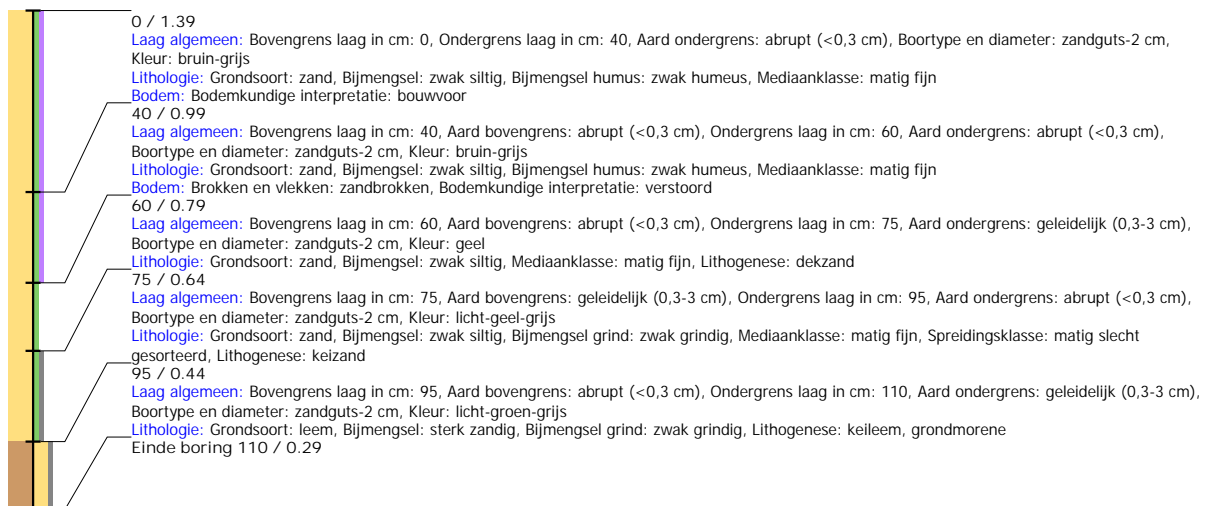 0 / 1.39
Laag algemeen: Bovengrens laag in cm: 0, Ondergrens laag in cm: 40, Aard ondergrens: abrupt (<0,3 cm), Boortype en diameter: zandguts-2 cm,
Kleur: bruin-grijs
Lithologie: Grondsoort: zand, Bijmengsel: zwak siltig, Bijmengsel humus: zwak humeus, Mediaanklasse: matig fijn
Bodem: Bodemkundige interpretatie: bouwvoor
40 / 0.99
Laag algemeen: Bovengrens laag in cm: 40, Aard bovengrens: abrupt (<0,3 cm), Ondergrens laag in cm: 60, Aard ondergrens: abrupt (<0,3 cm),
Boortype en diameter: zandguts-2 cm, Kleur: bruin-grijs
Lithologie: Grondsoort: zand, Bijmengsel: zwak siltig, Bijmengsel humus: zwak humeus, Mediaanklasse: matig fijn
Bodem: Brokken en vlekken: zandbrokken, Bodemkundige interpretatie: verstoord
60 / 0.79
Laag algemeen: Bovengrens laag in cm: 60, Aard bovengrens: abrupt (<0,3 cm), Ondergrens laag in cm: 75, Aard ondergrens: geleidelijk (0,3-3 cm),
Boortype en diameter: zandguts-2 cm, Kleur: geel
Lithologie: Grondsoort: zand, Bijmengsel: zwak siltig, Mediaanklasse: matig fijn, Lithogenese: dekzand
75 / 0.64
Laag algemeen: Bovengrens laag in cm: 75, Aard bovengrens: geleidelijk (0,3-3 cm), Ondergrens laag in cm: 95, Aard ondergrens: abrupt (<0,3 cm),
Boortype en diameter: zandguts-2 cm, Kleur: licht-geel-grijs
Lithologie: Grondsoort: zand, Bijmengsel: zwak siltig, Bijmengsel grind: zwak grindig, Mediaanklasse: matig fijn, Spreidingsklasse: matig slecht
gesorteerd, Lithogenese: keizand
95 / 0.44
Laag algemeen: Bovengrens laag in cm: 95, Aard bovengrens: abrupt (<0,3 cm), Ondergrens laag in cm: 110, Aard ondergrens: geleidelijk (0,3-3 cm),
Boortype en diameter: zandguts-2 cm, Kleur: licht-groen-grijs
Lithologie: Grondsoort: leem, Bijmengsel: sterk zandig, Bijmengsel grind: zwak grindig, Lithogenese: keileem, grondmorene
Einde boring 110 / 0.29